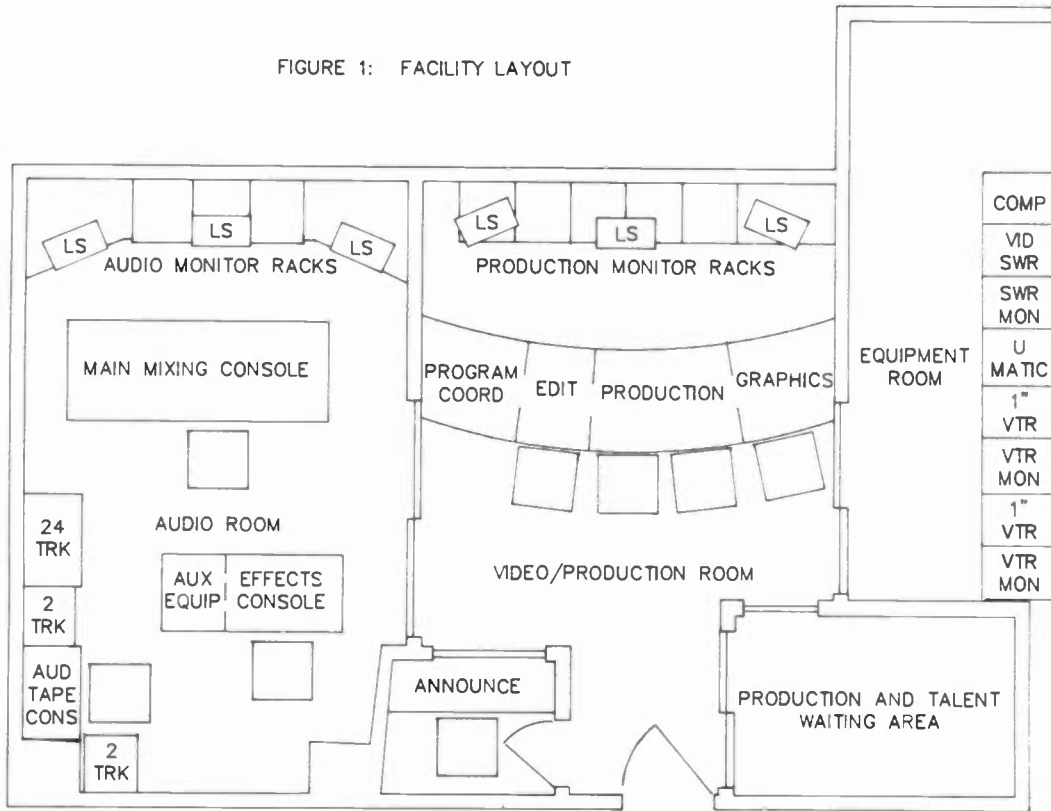 FIGURE 1: FACILITY LAYOUT
LS
LS
LS
AUDIO MONITOR RACKS
LS
LS
LS
PRODUCTION MONITOR RACKS
MAIN MIXING CONSOLE
PROGRAM
COORD
EDIT
PRODUCTION
GRAPHICS
EQUIPMENT
ROOM
COMP
VID
SWR
SWR
MON
U
MATIC
1"
VTR
VTR
MON
1"
VTR
VTR
MON
24
TRK
AUDIO ROOM
2
TRK
AUX
EQUIP
EFFECTS
CONSOLE
VIDEO/PRODUCTION ROOM
AUD
TAPE
CONS
2
TRK
ANNOUNCE
PRODUCTION AND TALENT
WAITING AREA